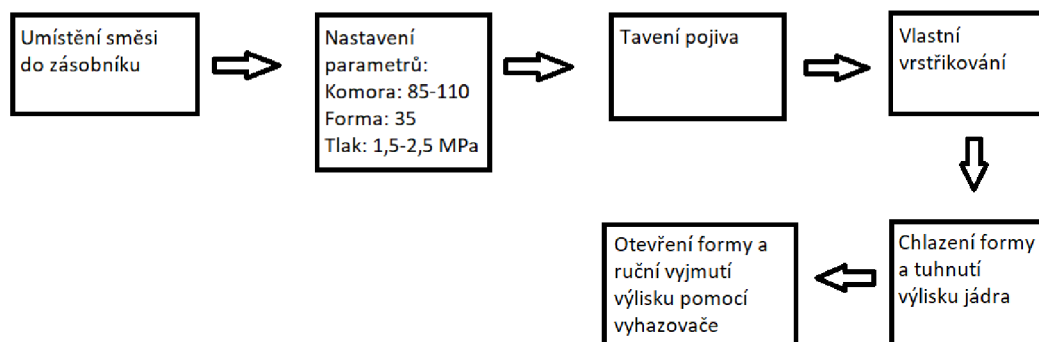 Umístění směsi
do zásobníku
Nastavení
parametrů:
Komora: 85-110
Forma: 35
Tlak: 1,5-2,5 MPa
Tavení pojiva
Vlastní
vrstřikování
Chlazení formy
a tuhnutí
výlisku jádra
Otevření formy a
ruční vyjmutí
výlisku pomocí
vyhazovače